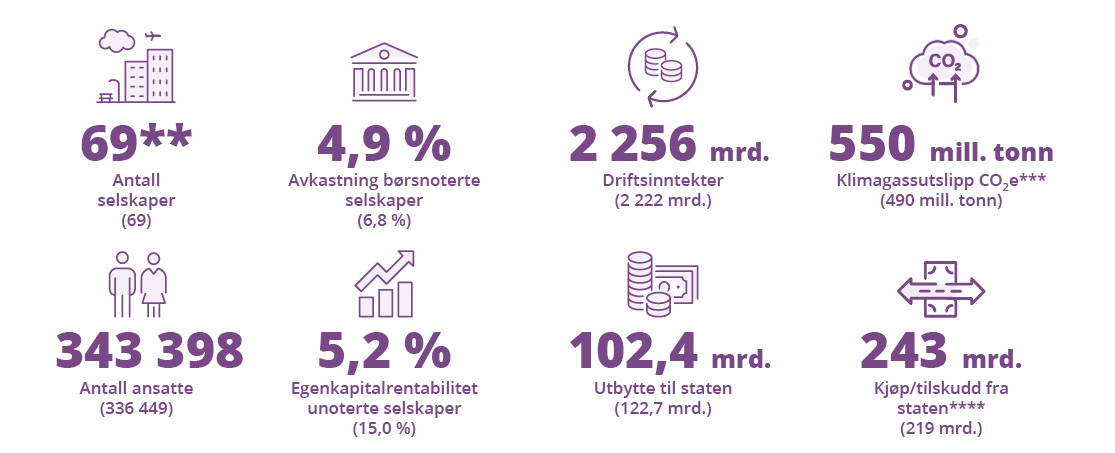 69**
Antall
selskaper
(69)
4,9 %
Avkastning børsnoterte
selskaper
(6,8 %)
2 256 mrd.
Driftsinntekter
(2 222 mrd.)
CO₂
550 mill. tonn
Klimagassutslipp CO₂e***
(490 mill. tonn)
343 398
Antall ansatte
(336 449)
5,2 %
Egenkapitalrentabilitet
unoterte selskaper
(15,0 %)
102,4 mrd.
Utbytte til staten
(122,7 mrd.)
243 mrd.
Kjøp/tilskudd fra
staten****
(219 mrd.)